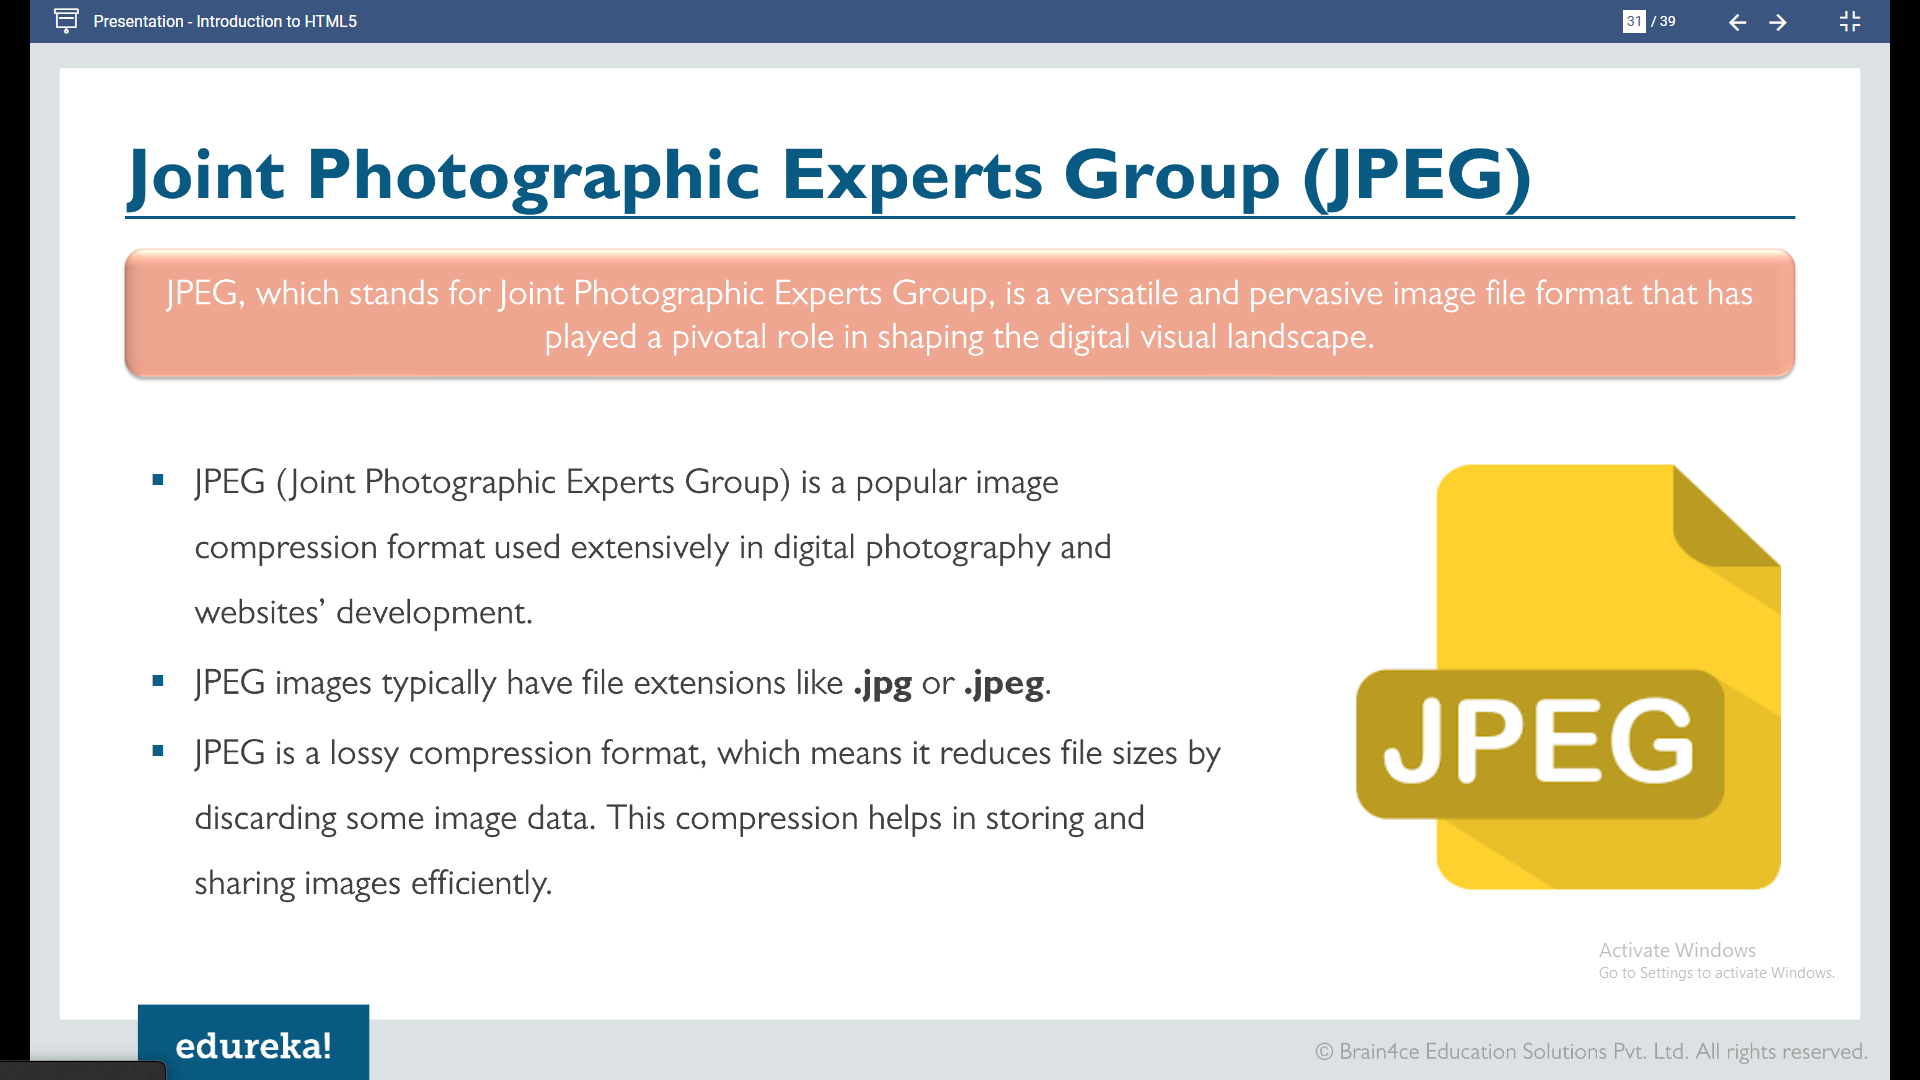 Presentation - Introduction to HTML5
31 / 39
Joint Photographic Experts Group (JPEG)
JPEG, which stands for Joint Photographic Experts Group, is a versatile and pervasive image file format that has
played a pivotal role in shaping the digital visual landscape.
JPEG (Joint Photographic Experts Group) is a popular image
compression format used extensively in digital photography and
websites’ development.
JPEG images typically have file extensions like .jpg or .jpeg.
JPEG is a lossy compression format, which means it reduces file sizes by
discarding some image data. This compression helps in storing and
sharing images efficiently.
JPEG
Activate Windows
Go to Settings to activate Windows.
edureka!
© Brain4ce Education Solutions Pvt. Ltd. All rights reserved.